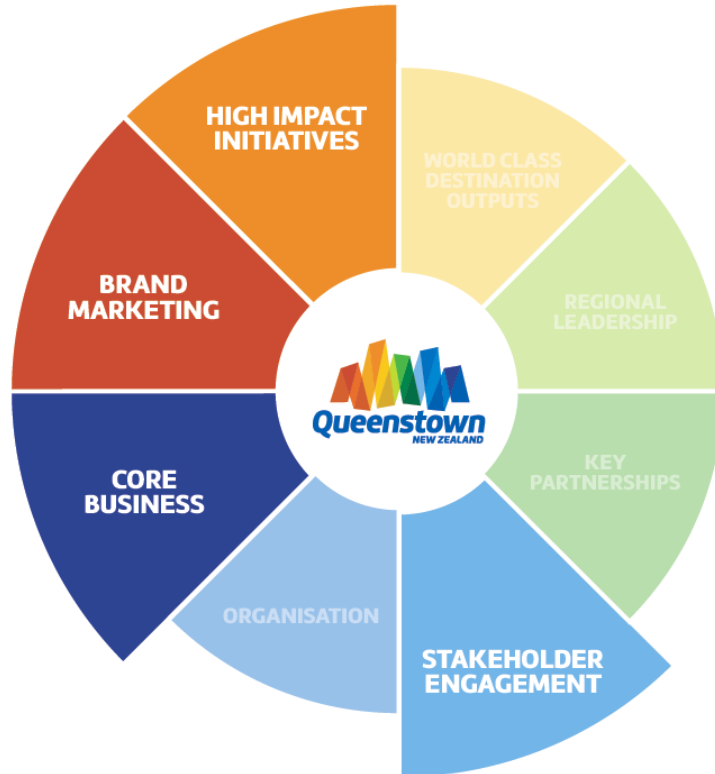 HIGH IMPACT
INITIATIVES
WORLD CLASS
DESTINATION
OUTPUTS
BRAND
MARKETING
REGIONAL
LEADERSHIP
Queenstown
NEW ZEALAND
CORE
BUSINESS
KEY
PARTNERSHIPS
ORGANISATION
STAKEHOLDER
ENGAGEMENT